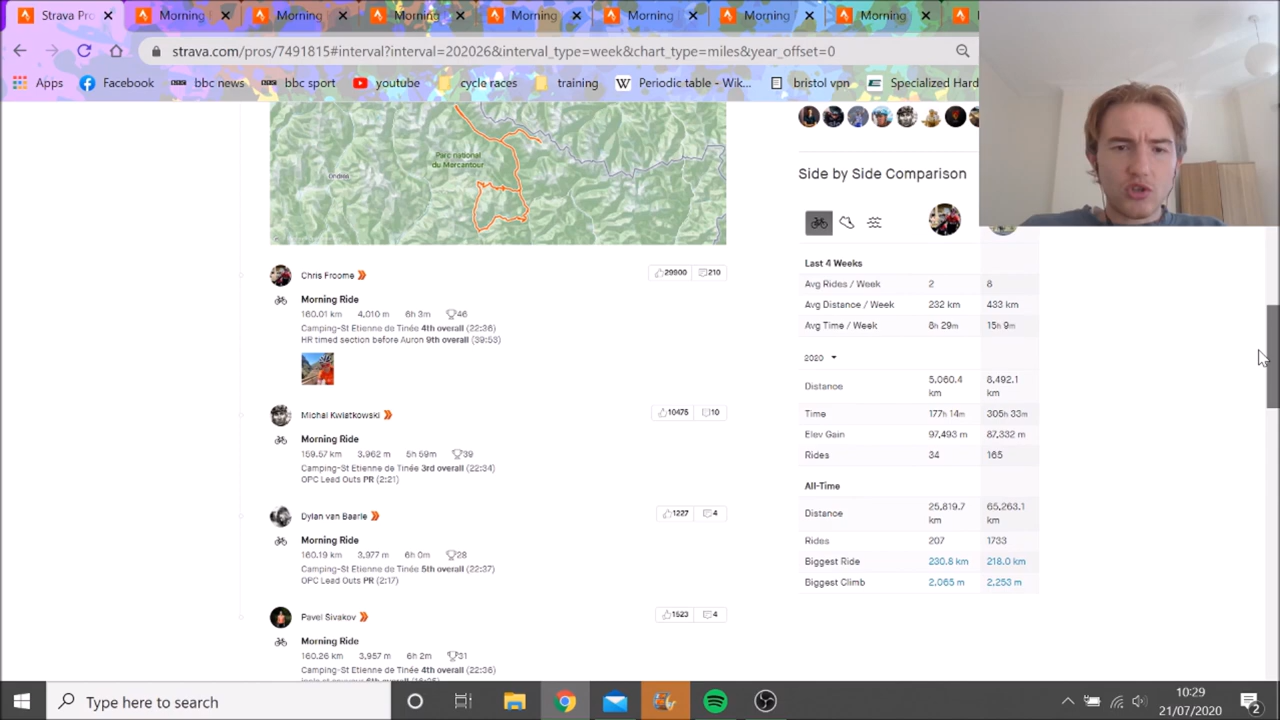 Strava Pro
Morning
Morning
Morning
Morning
Morning
Morning
Morning
strava.com/pros/7491815#interval?interval=202026&interval_type=week&chart_type=miles&year_offset=0
Apps Facebook bbc news bbc sport youtube cycle races training Periodic table - Wik... bristol vpn Specialized Hard
Parc national
du Mercantour
Side by Side Comparison
Chris Froome 29900 210
Morning Ride
160.01 km 4,010 m 6h 3m 46
Camping-St Etienne de Tinée 4th overall (22:36)
HR timed section before Auron 9th overall (39:53)
Michal Kwiatkowski 10475 10
Morning Ride
159.57 km 3,962 m 5h 59m 39
Camping-St Etienne de Tinée 3rd overall (22:34)
OPC Lead Outs PR (2:21)
Dylan van Baarle 1227 4
Morning Ride
160.19 km 3,977 m 6h 0m 28
Camping-St Etienne de Tinée 5th overall (22:37)
OPC Lead Outs PR (2:17)
Pavel Sivakov 1523 4
Morning Ride
160.26 km 3,957 m 6h 2m 31
Camping-St Etienne de Tinée 4th overall (22:36)
Last 4 Weeks
Avg Rides / Week 2 8
Avg Distance / Week 232 km 433 km
Avg Time / Week 8h 29m 15h 9m
2020
Distance 5,060.4 km 8,492.1 km
Time 177h 14m 305h 33m
Elev Gain 97,493 m 87,332 m
Rides 34 165
All-Time
Distance 25,819.7 km 65,263.1 km
Rides 207 1733
Biggest Ride 230.8 km 218.0 km
Biggest Climb 2,065 m 2,253 m
Type here to search
10:29
21/07/2020
2